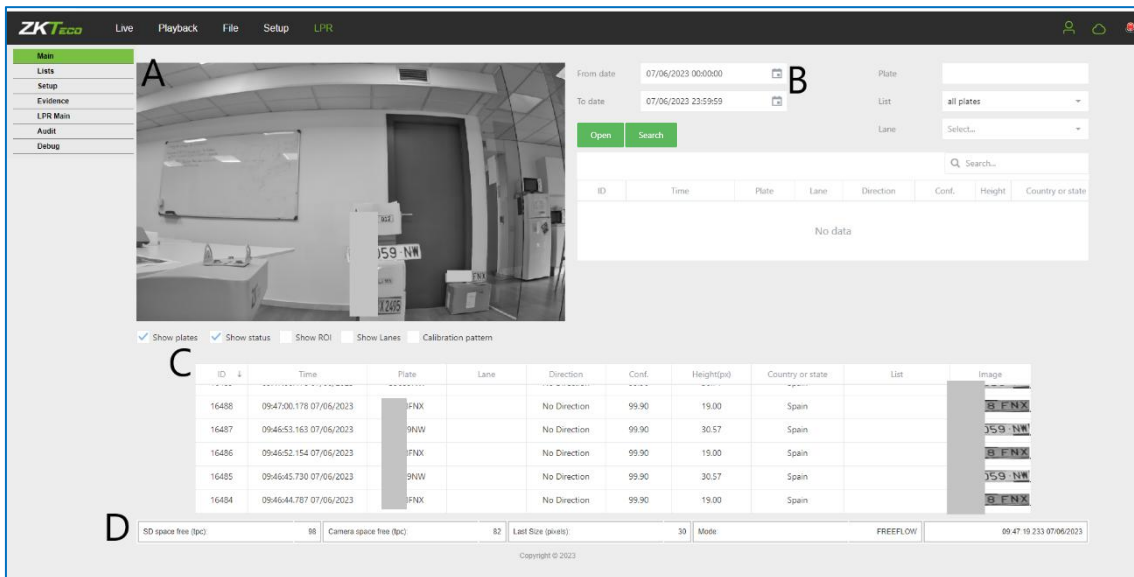 ZKTECO Live Playback File Setup LPR
Main
Lists
Setup
Evidence
LPR Main
Audit
Debug
A
B
From date 07/06/2023 00:00:00
To date 07/06/2023 23:59:59
Open Search
Plate
List all plates
Lane Select...
Search...
ID Time Plate Lane Direction Conf. Height Country or state
No data
059-NW
FNX
2485
Show plates Show status Show ROI Show Lanes Calibration pattern
C
ID Time Plate Lane Direction Conf. Height(px) Country or state List Image
16488 09:47:00.178 07/06/2023 FNX No Direction 99.90 19.00 Spain 8 FNX
16487 09:46:53.163 07/06/2023 9NW No Direction 99.90 30.57 Spain 059-NW
16486 09:46:52.154 07/06/2023 FNX No Direction 99.90 19.00 Spain 8 FNX
16485 09:46:45.730 07/06/2023 9NW No Direction 99.90 30.57 Spain 059-NW
16484 09:46:44.787 07/06/2023 FNX No Direction 99.90 19.00 Spain 8 FNX
D
SD space free (tpc): 98 Camera space free (tpc): 82 Last Size (pixels): 30 Mode: FREEFLOW 09:47:19.233 07/06/2023
Copyright © 2023